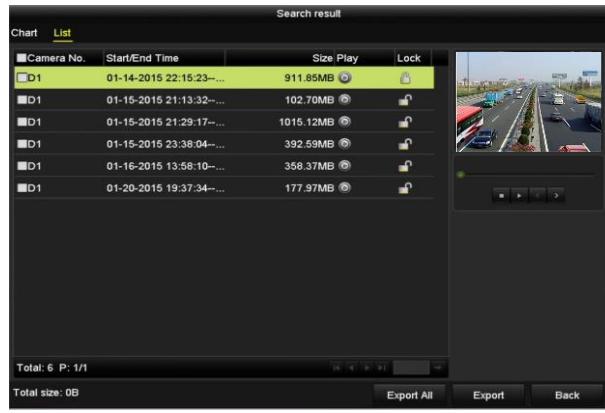 Search result
Chart List
Camera No. Start/End Time Size Play Lock
D1 01-14-2015 22:15:23--... 911.85MB
D1 01-15-2015 21:13:32--... 102.70MB
D1 01-15-2015 21:29:17--... 1015.12MB
D1 01-15-2015 23:38:04--... 392.59MB
D1 01-16-2015 13:58:10--... 358.37MB
D1 01-20-2015 19:37:34--... 177.97MB
Total: 6 P: 1/1
Total size: 0B Export All Export Back